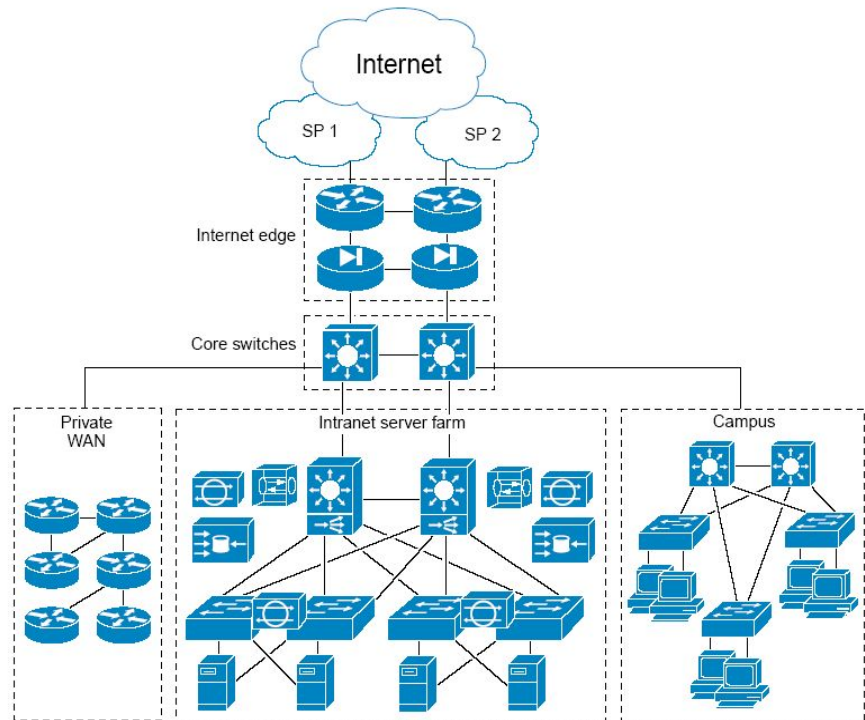 Internet
SP 1
SP 2
Internet edge
Core switches
Private
WAN
Intranet server farm
Campus